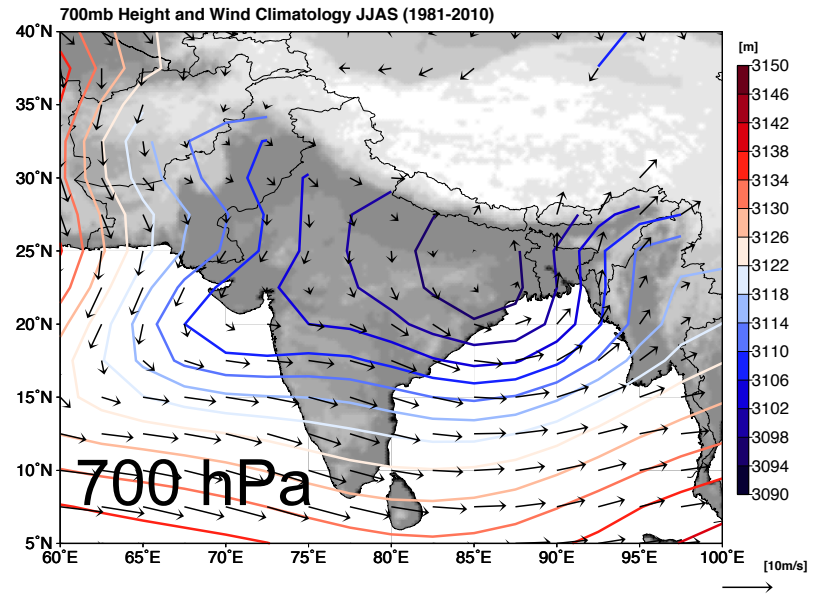 700mb Height and Wind Climatology JJAS (1981-2010)
40°N
35°N
30°N
25°N
20°N
15°N
10°N
5°N
60°E
65°E
70°E
75°E
80°E
85°E
90°E
95°E
100°E
700 hPa
[m]
3150
3146
3142
3138
3134
3130
3126
3122
3118
3114
3110
3106
3102
3098
3094
3090
[10m/s]